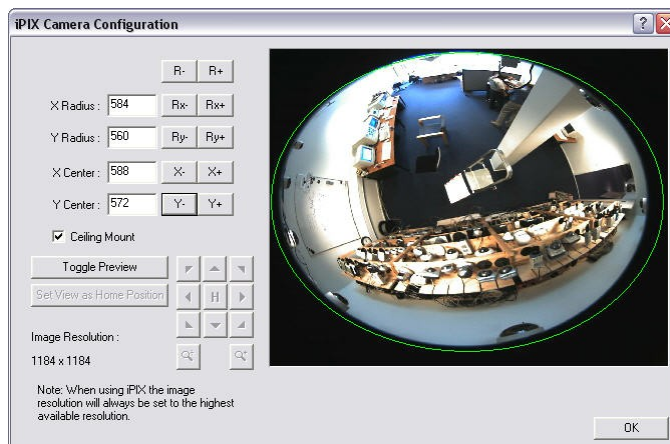 iPIX Camera Configuration
R- R+
X Radius : 584 Rx- Rx+
Y Radius : 560 Ry- Ry+
X Center : 588 X- X+
Y Center : 572 Y- Y+
Ceiling Mount
Toggle Preview
Set View as Home Position
H
Image Resolution :
1184 x 1184
Note: When using iPIX the image
resolution will always be set to the highest
available resolution.
OK